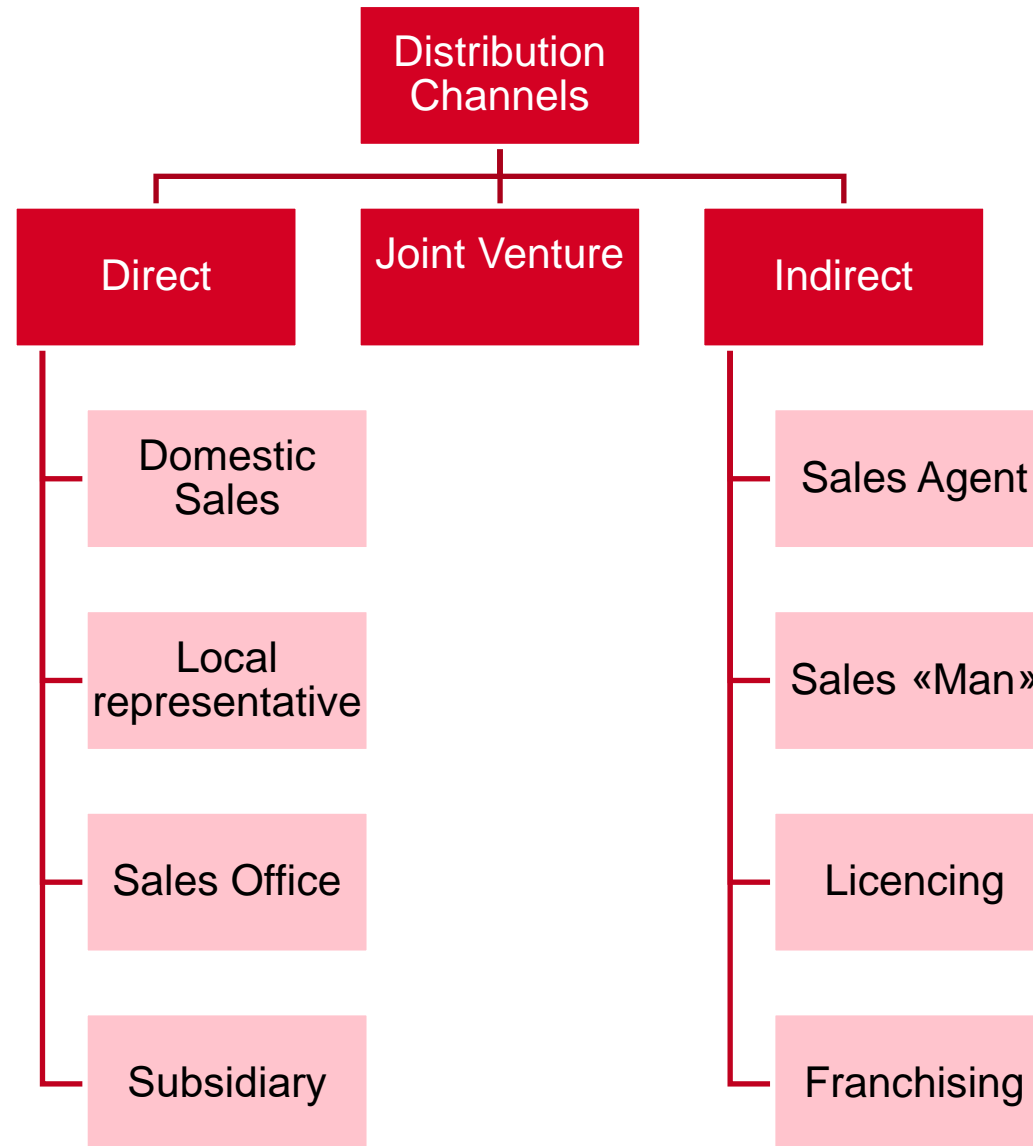 Distribution
Channels
Direct
Joint Venture
Indirect
Domestic
Sales
Local
representative
Sales Office
Subsidiary
Sales Agent
Sales «Man»
Licencing
Franchising